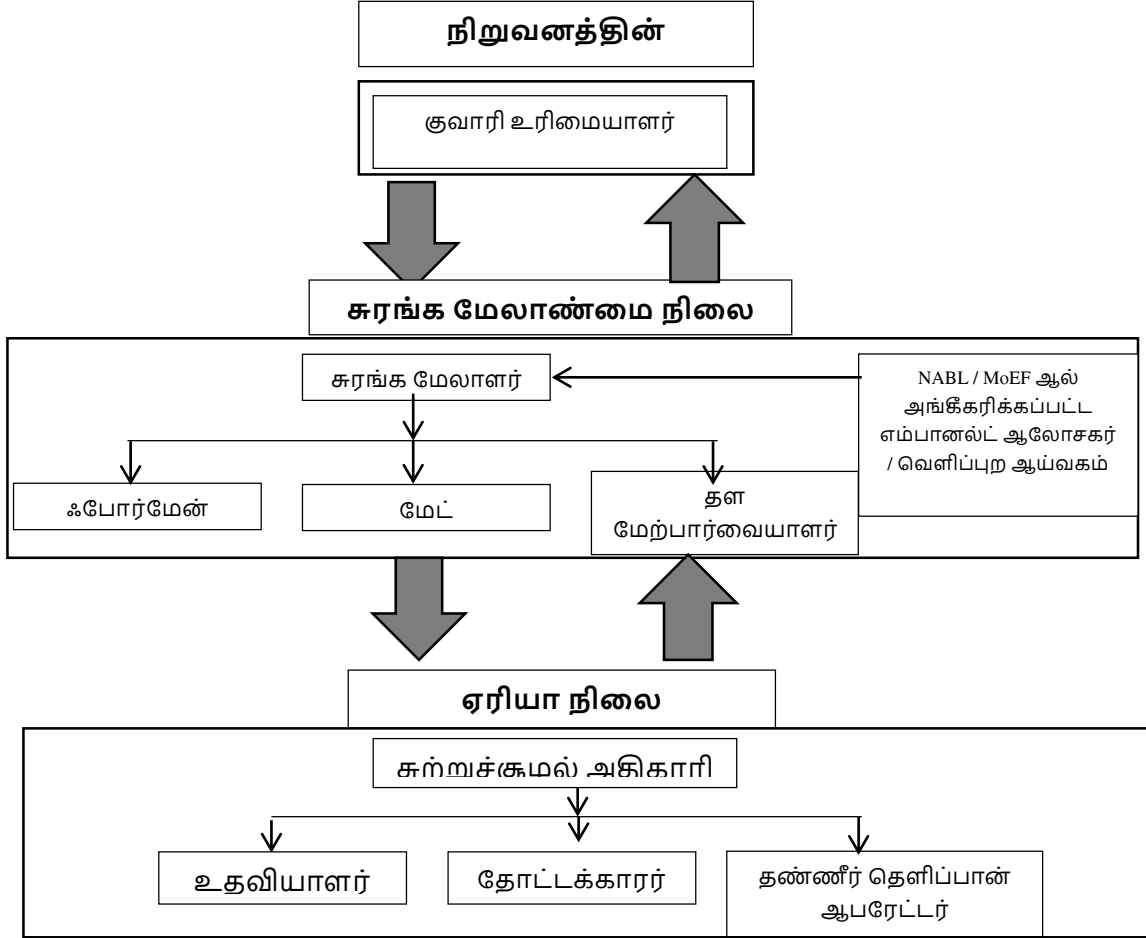 நிறுவனத்தின்
குவாரி உரிமையாளர்
சுரங்க மேலாண்மை நிலை
சுரங்க மேலாளர்
NABL / MoEF ஆல்
அங்கீகரிக்கப்பட்ட
எம்பானல்ட் ஆலோசகர்
/ வெளிப்புற ஆய்வகம்
ஃபோர்மேன்
மேட்
தள
மேற்பார்வையாளர்
ஏரியா நிலை
சுற்றுச்சூழல் அதிகாரி
உதவியாளர்
தோட்டக்காரர்
தண்ணீர் தெளிப்பான்
ஆபரேட்டர்